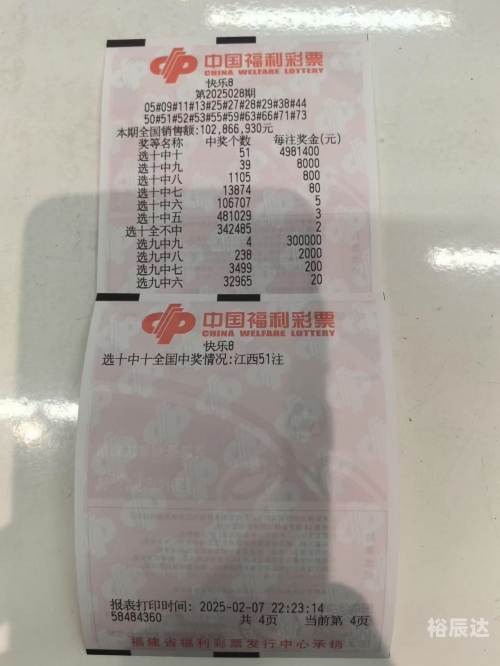 中国福利彩票
CHINA WELFARE LOTTERY
快乐8
第2025028期
05#09#11#13#25#27#28#29#38#44
50#51#52#53#55#59#63#66#71#73
本期全国销售额:102,866,930元
奖等名称 中奖个数 每注奖金(元)
选十中十 51 4981400
选十中九 39 8000
选十中八 1105 800
选十中七 13874 80
选十中六 106707 5
选十中五 481029 3
选十全不中 342485 2
选九中九 4 300000
选九中八 238 2000
选九中七 3499 200
选九中六 32965 20
中国福利彩票
CHINA WELFARE LOTTERY
快乐8
选十中十全国中奖情况:江西51注
报表打印时间: 2025-02-07 22:23:14
58484360 共 4页 当前第 4页
福建省福利彩票发行中心承销
裕辰达